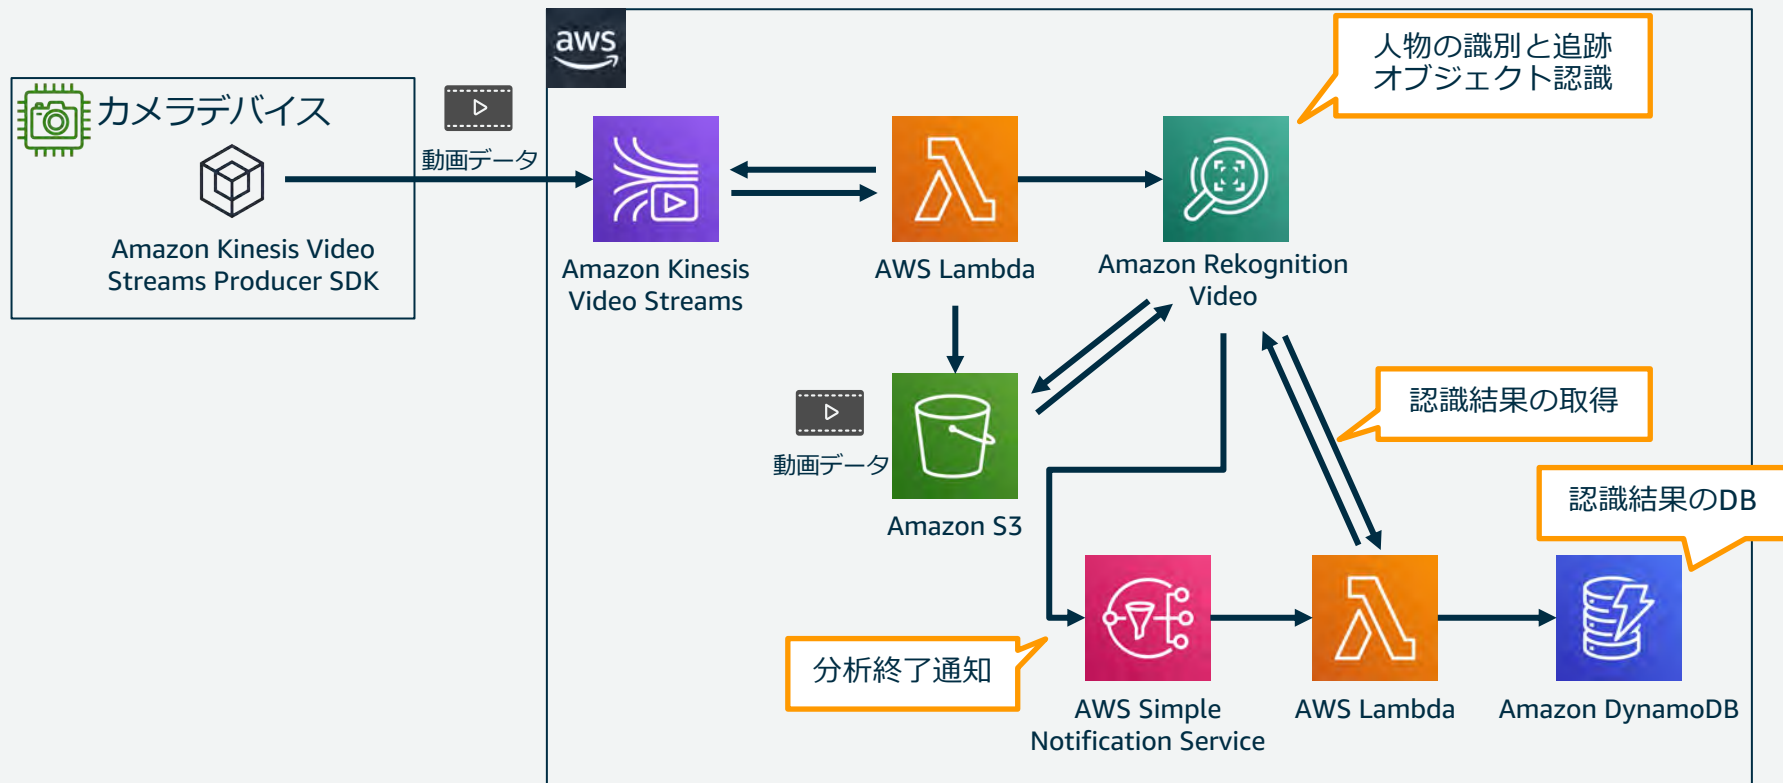 aws
人物の識別と追跡
オブジェクト認識
カメラデバイス
動画データ
Amazon Kinesis Video
Streams Producer SDK
Amazon Kinesis
Video Streams
AWS Lambda
Amazon Rekognition
Video
認識結果の取得
動画データ
Amazon S3
認識結果のDB
分析終了通知
AWS Simple
Notification Service
AWS Lambda
Amazon DynamoDB